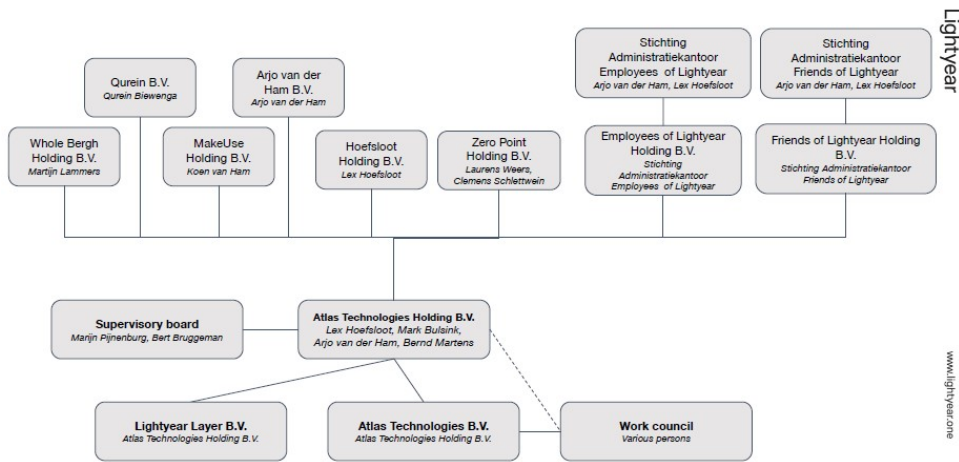 Lightyear
Stichting
Administratiekantoor
Employees of Lightyear
Arjo van der Ham, Lex Hoefsloot
Stichting
Administratiekantoor
Friends of Lightyear
Arjo van der Ham, Lex Hoefsloot
Qurein B.V.
Qurein Biewenga
Arjo van der
Ham B.V.
Arjo van der Ham
Whole Bergh
Holding B.V.
Martijn Lammers
MakeUse
Holding B.V.
Koen van Ham
Hoefsloot
Holding B.V.
Lex Hoefsloot
Zero Point
Holding B.V.
Laurens Weers,
Clemens Schlettwein
Employees of Lightyear
Holding B.V.
Stichting
Administratiekantoor
Employees of Lightyear
Friends of Lightyear Holding
B.V.
Stichting Administratiekantoor
Friends of Lightyear
Supervisory board
Marijn Pijnenburg, Bert Bruggeman
Atlas Technologies Holding B.V.
Lex Hoefsloot, Mark Bulsink,
Arjo van der Ham, Bernd Martens
Lightyear Layer B.V.
Atlas Technologies Holding B.V.
Atlas Technologies B.V.
Atlas Technologies Holding B.V.
Work council
Various persons
www.lightyear.one